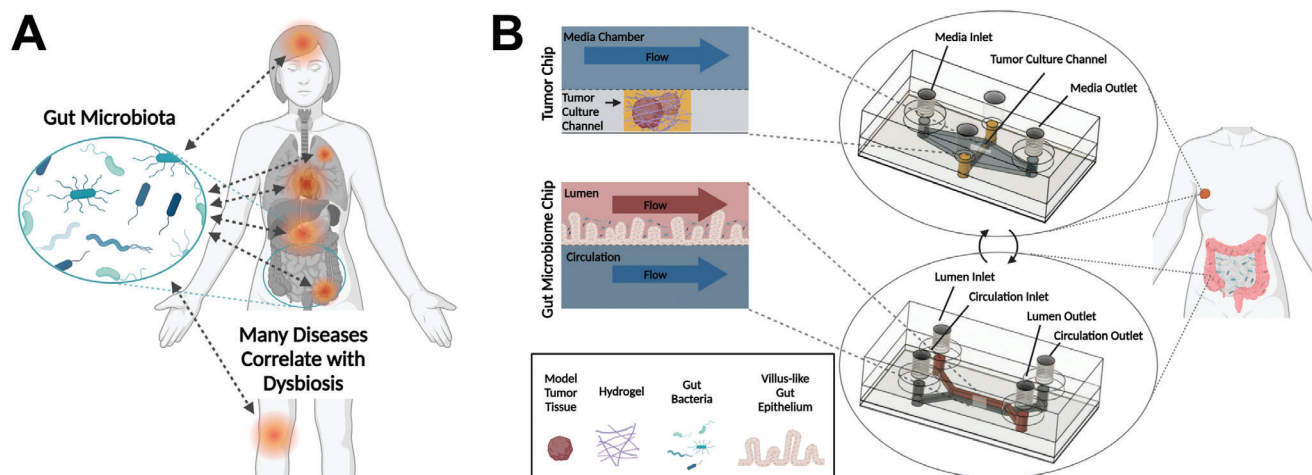 A
Gut Microbiota
Many Diseases
Correlate with
Dysbiosis
B
Tumor Chip
Media Chamber
Flow
Tumor
Culture
Channel
Gut Microbiome Chip
Lumen
Flow
Circulation
Flow
Media Inlet
Tumor Culture Channel
Media Outlet
Lumen Inlet
Circulation Inlet
Lumen Outlet
Circulation Outlet
Model
Tumor
Tissue
Hydrogel
Gut
Bacteria
Villus-like
Gut
Epithelium